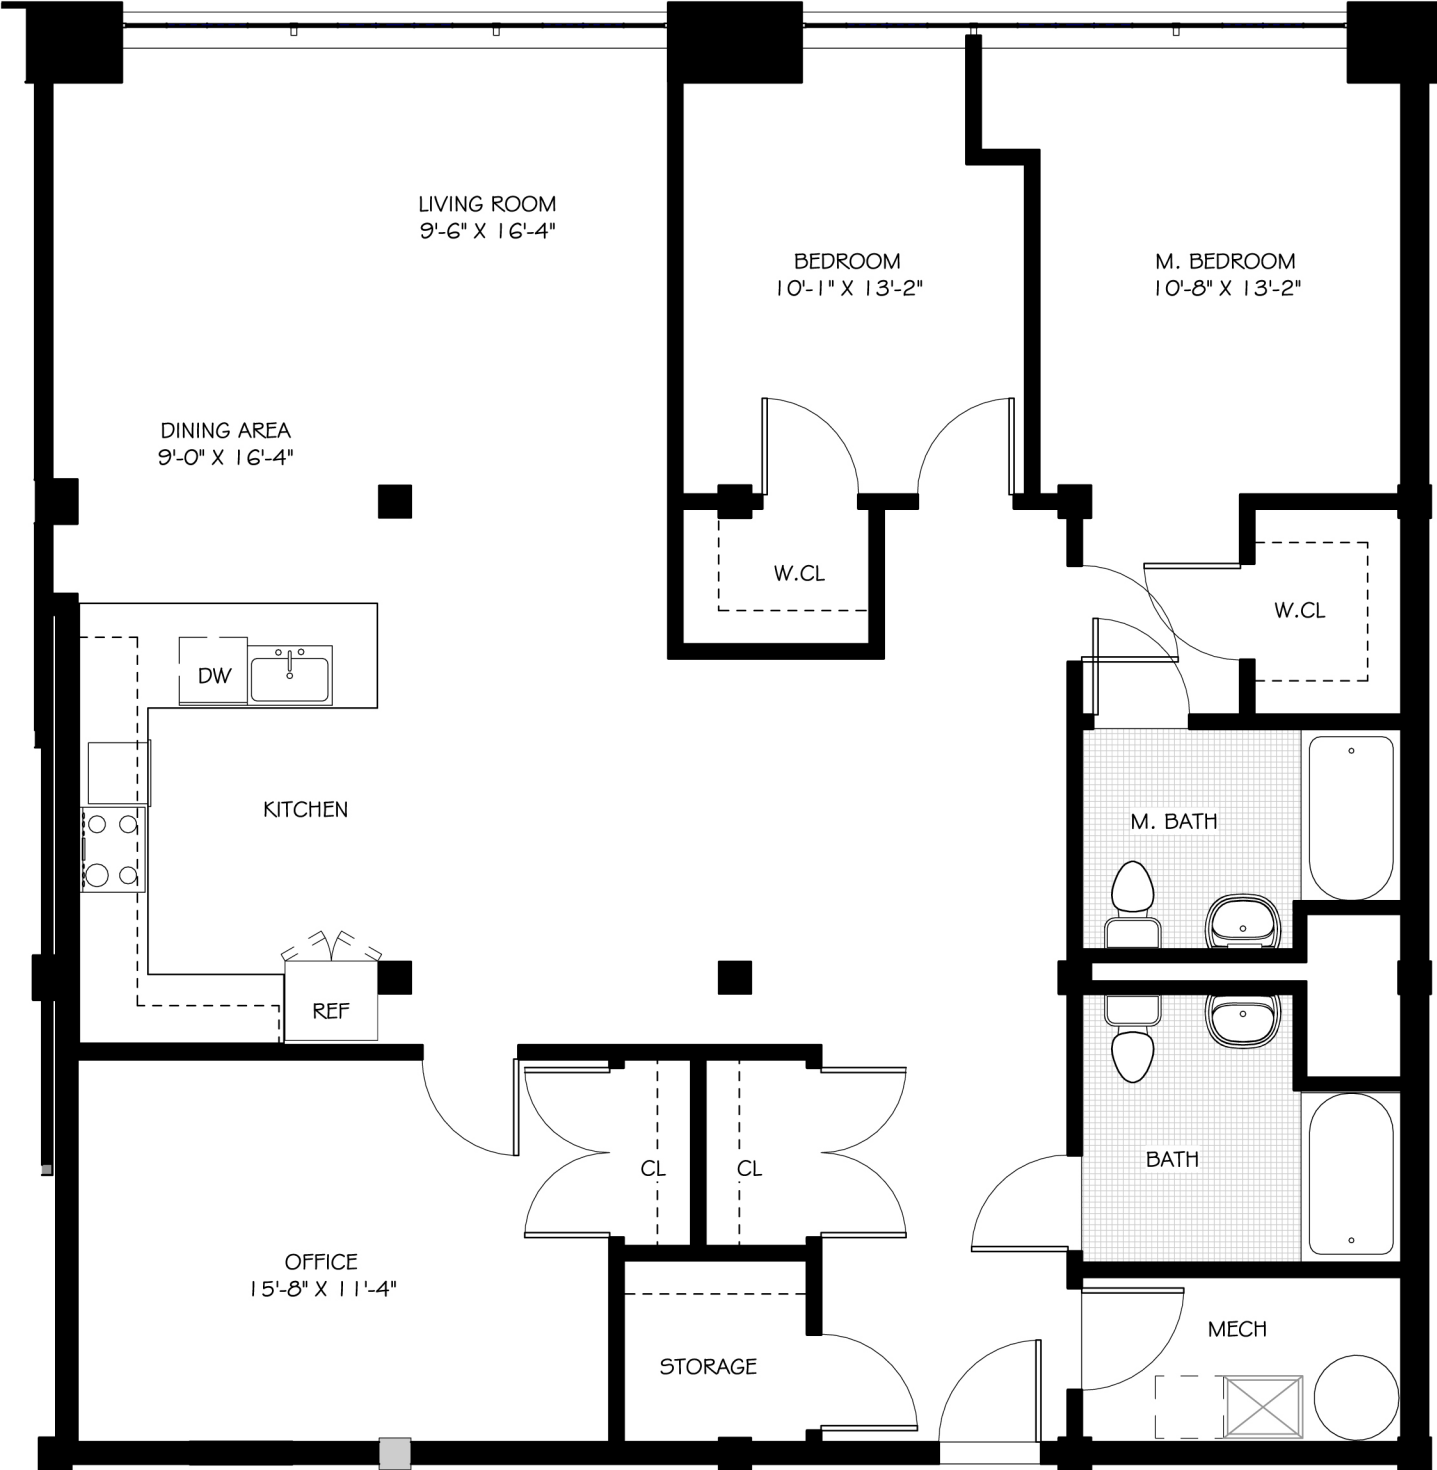 LIVING ROOM
9'-6" X 16'-4"
BEDROOM
10'-1" X 13'-2"
M. BEDROOM
10'-8" X 13'-2"
DINING AREA
9'-0" X 16'-4"
W.CL
W.CL
DW
KITCHEN
M. BATH
REF
CL
CL
BATH
OFFICE
15'-8" X 11'-4"
MECH
STORAGE